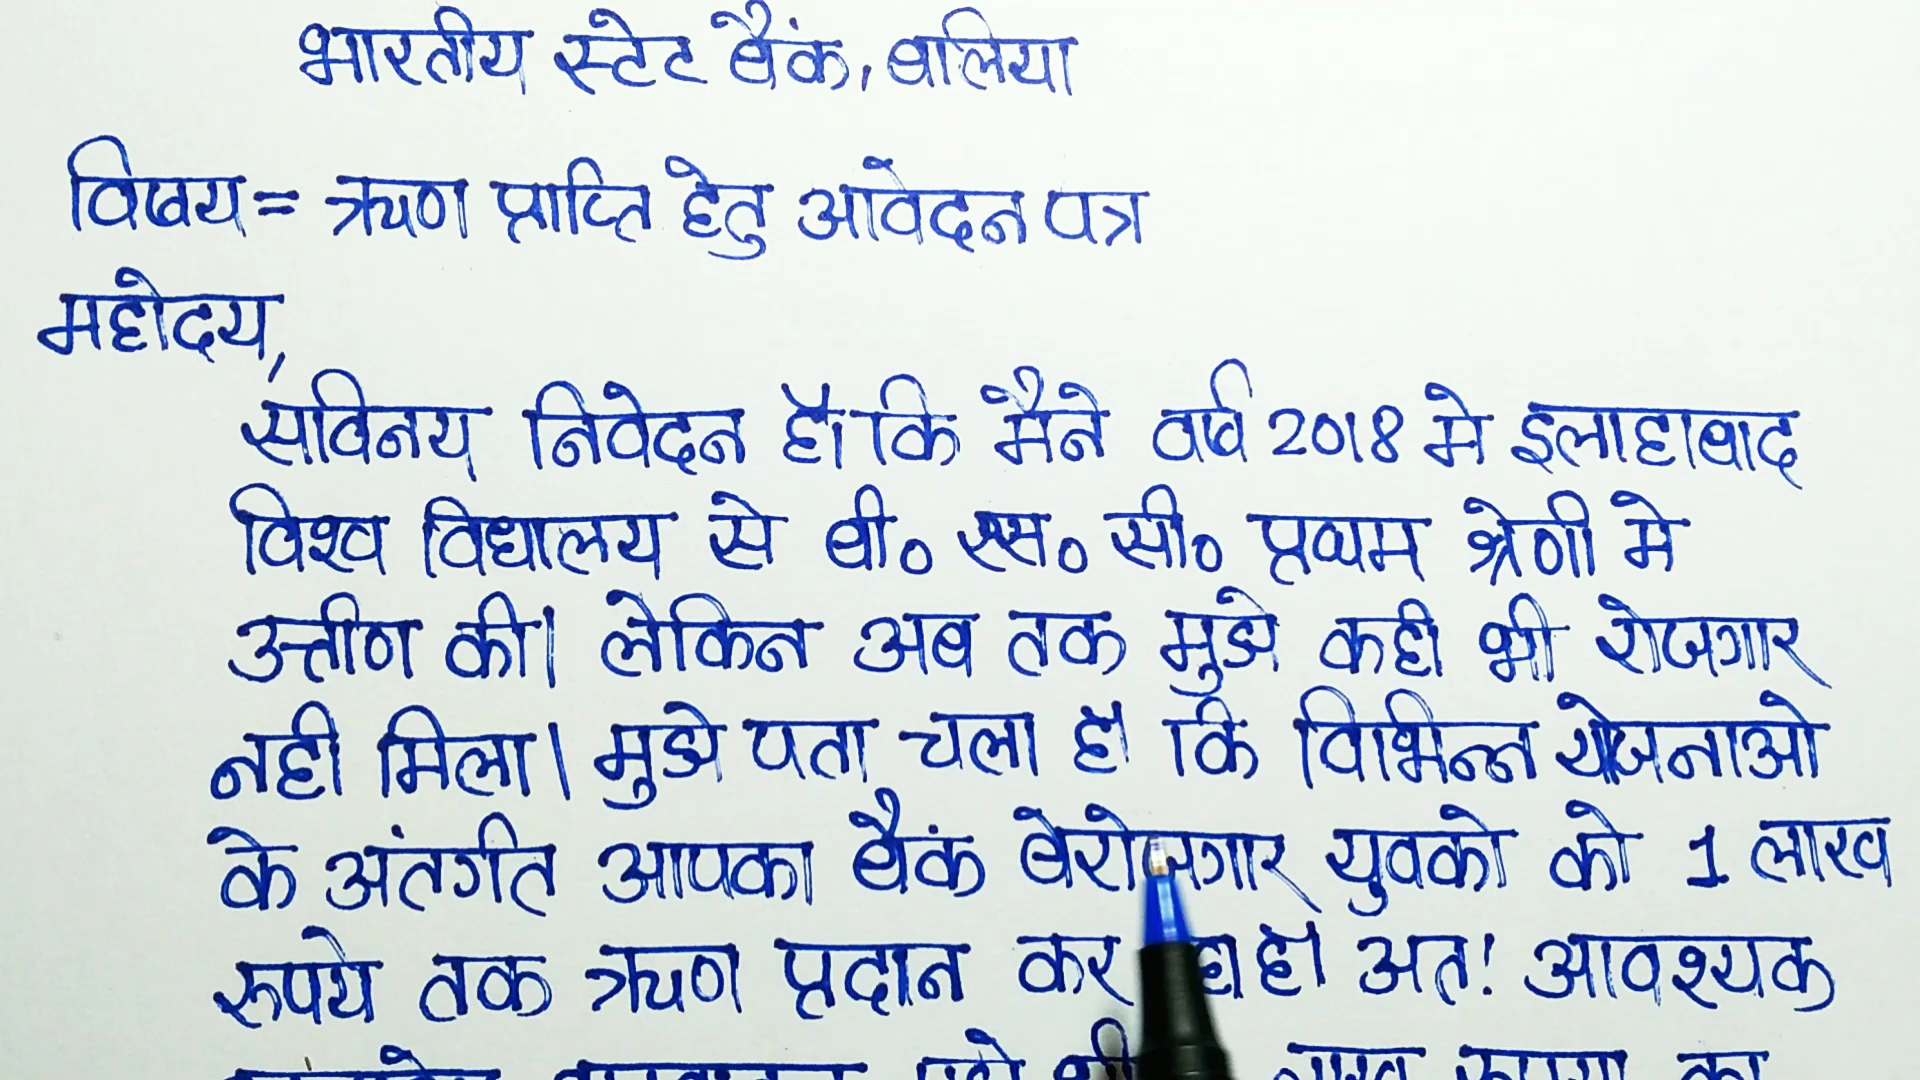 भारतीय स्टेट बैंक, बलिया
विषय = ऋण प्राप्ति हेतु आवेदन पत्र
महोदय,
सविनय निवेदन है। कि मैने वर्ष 2018 मे इलाहाबाद
विश्व विधालय से बी० एस० सी० प्रथम श्रेणी मे
उत्तीण की। लेकिन अब तक मुझे कही भी रोजगार
नही मिला। मुझे पता चला है कि विभिन्न योजनाओ
के अंतर्गत आपका बैंक बेरोजगार युवको को 1 लाख
रुपये तक ऋण प्रदान कर है। अत! आवश्यक